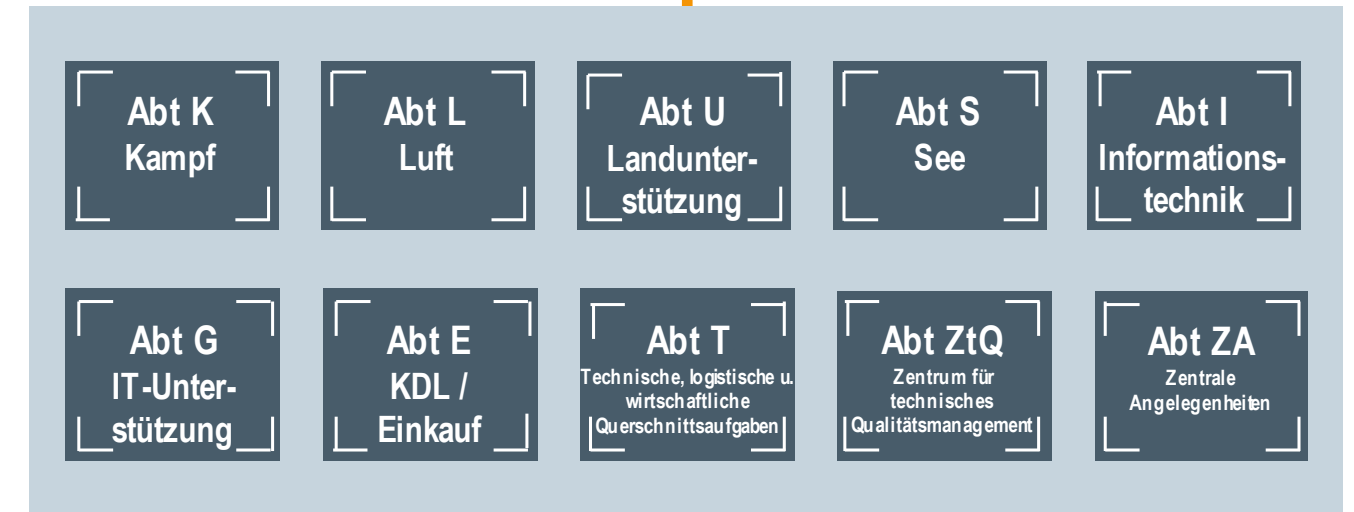 Abt K
Kampf
Abt L
Luft
Abt U
Landunter-
stützung
Abt S
See
Abt I
Informations-
technik
Abt G
IT-Unter-
stützung
Abt E
KDL /
Einkauf
Abt T
Technische, logistische u.
wirtschaftliche
Querschnittsaufgaben
Abt ZtQ
Zentrum für
technisches
Qualitätsmanagement
Abt ZA
Zentrale
Angelegenheiten